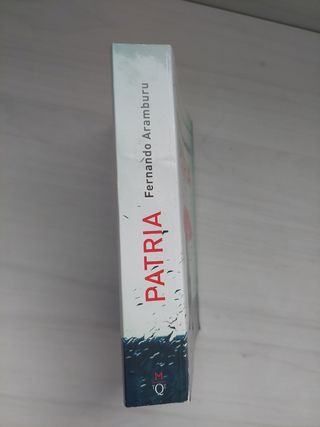 PATRIA
Fernando Aramburu
M
Q